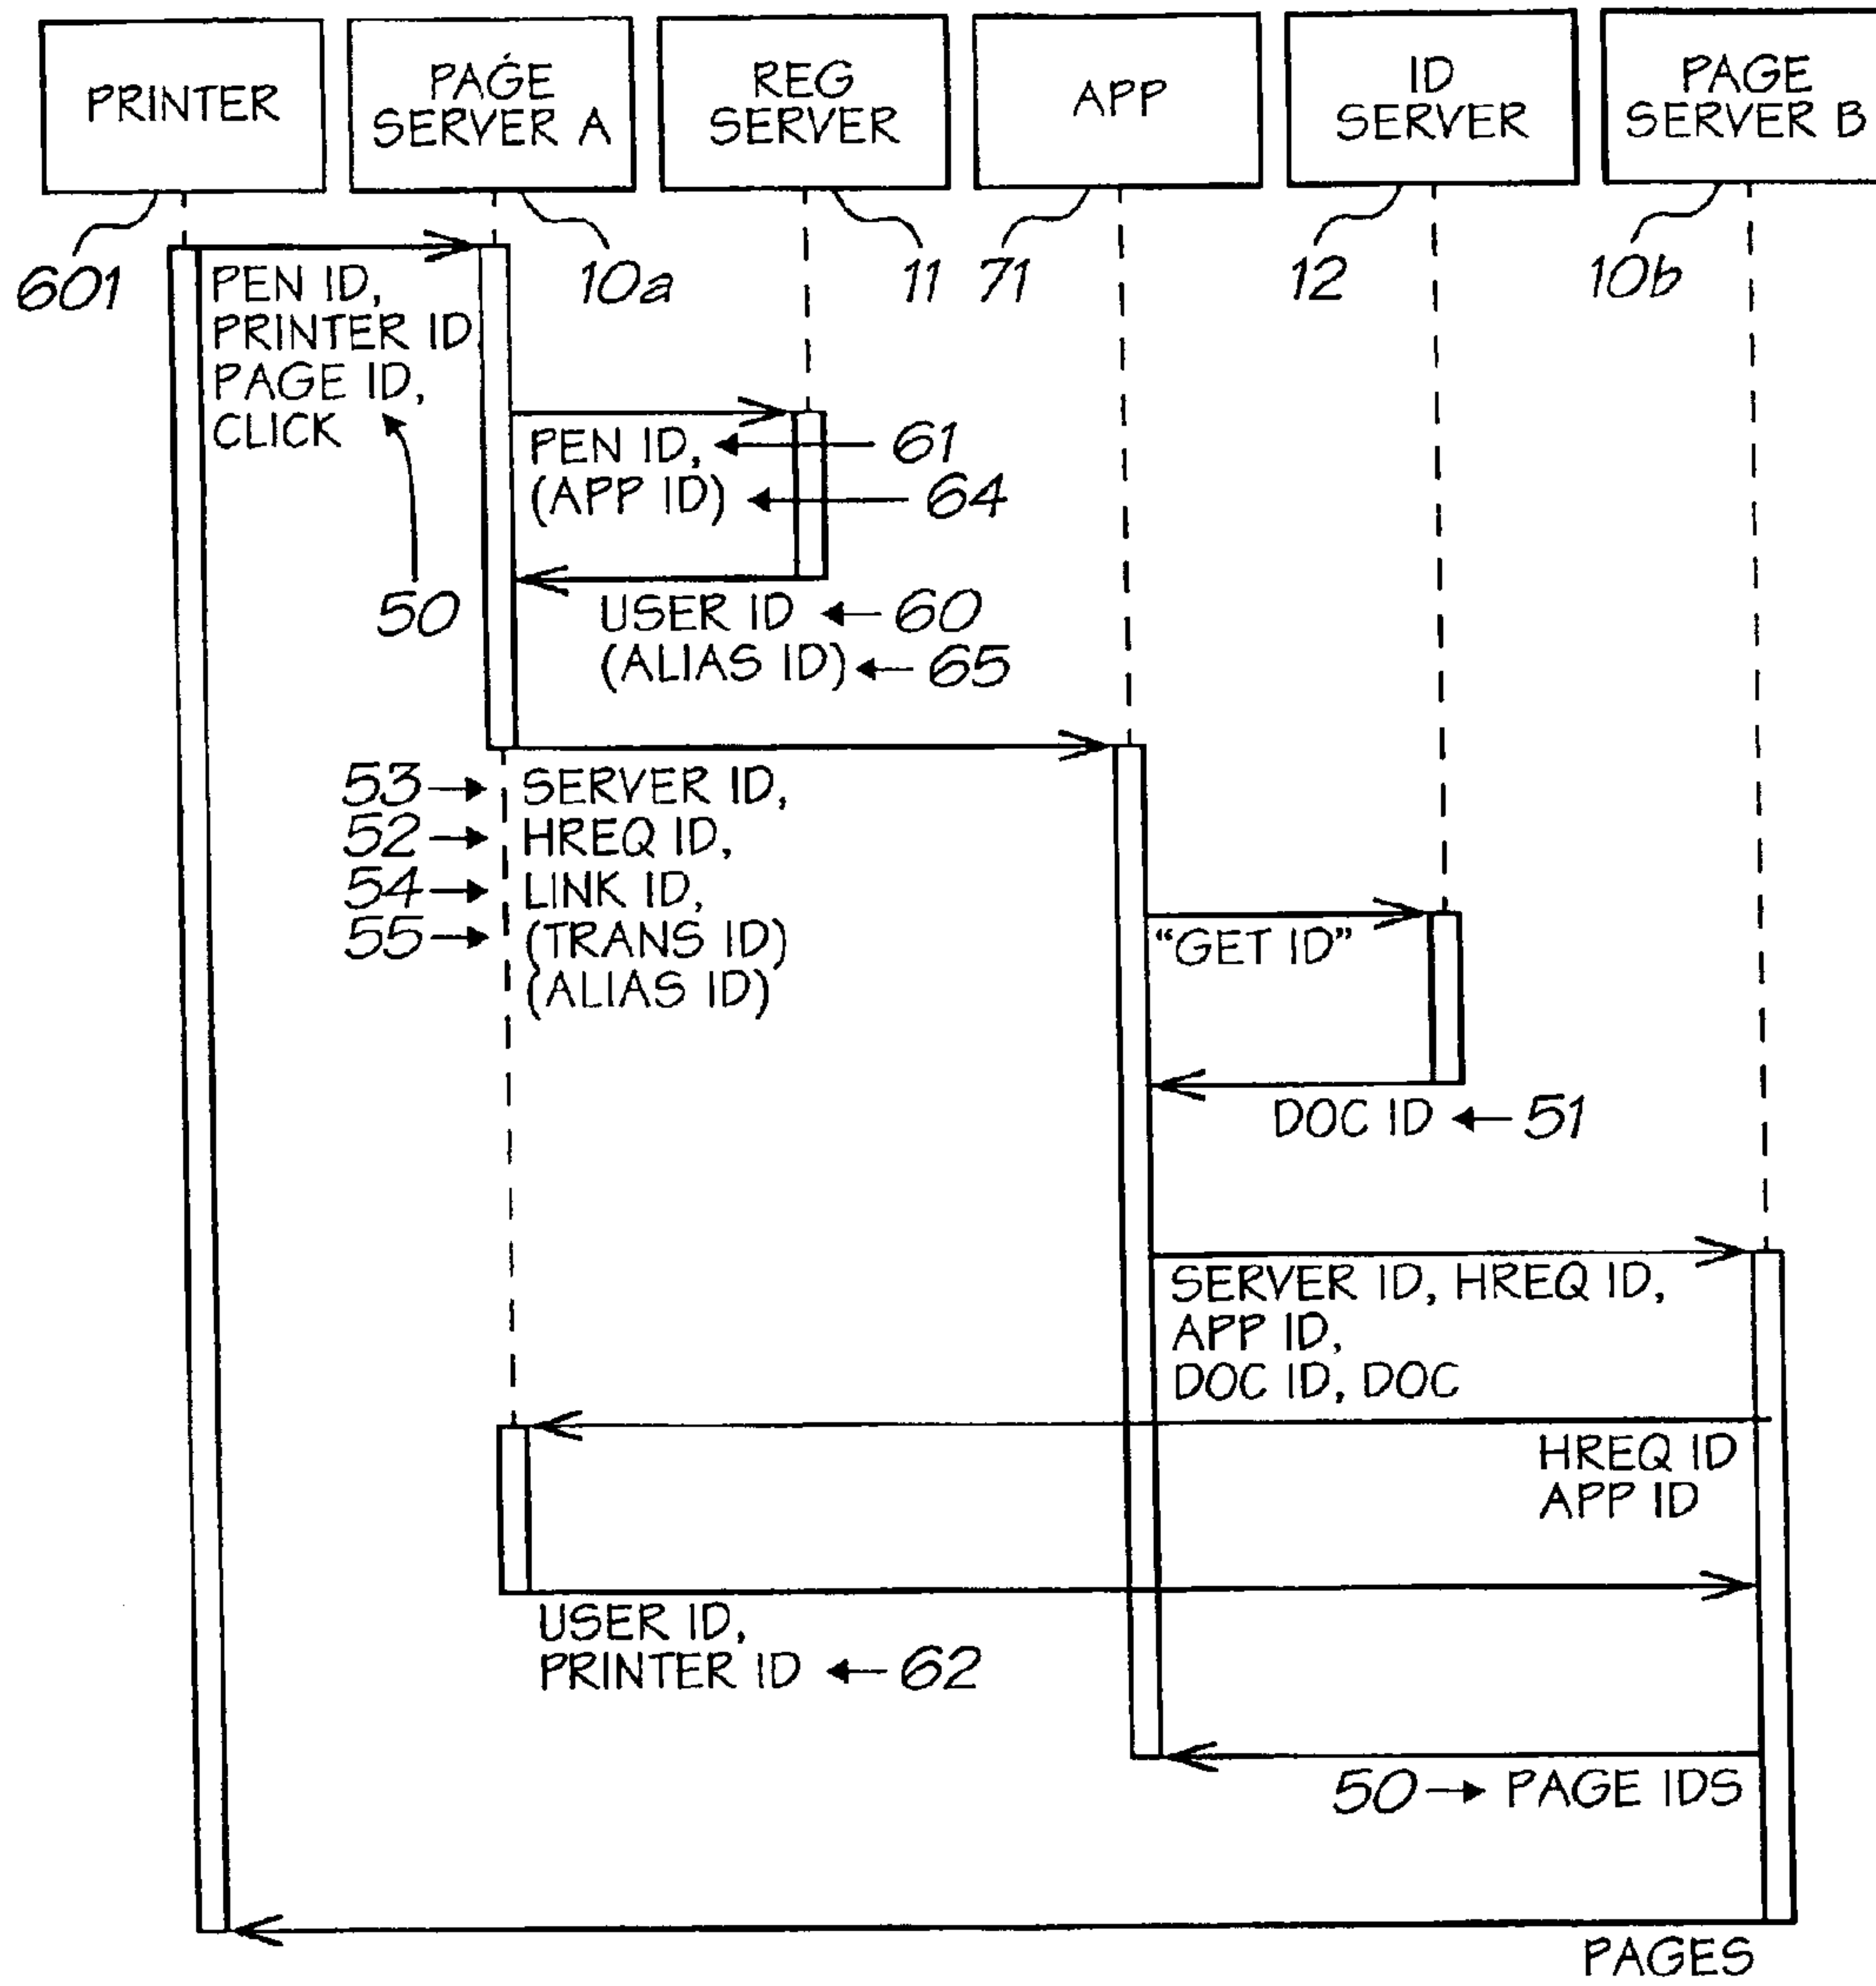 PRINTER
PAGE
SERVER A
REG
SERVER
APP
ID
SERVER
PAGE
SERVER B
601
10a
11
71
12
10b
PEN ID,
PRINTER ID
PAGE ID,
CLICK
50
PEN ID,
61
(APP ID)
64
USER ID
60
(ALIAS ID)
65
53
SERVER ID,
52
HREQ ID,
54
LINK ID,
55
(TRANS ID)
(ALIAS ID)
“GET ID”
DOC ID
51
SERVER ID, HREQ ID,
APP ID,
DOC ID, DOC
HREQ ID
APP ID
USER ID,
PRINTER ID
62
50
PAGE IDS
PAGES